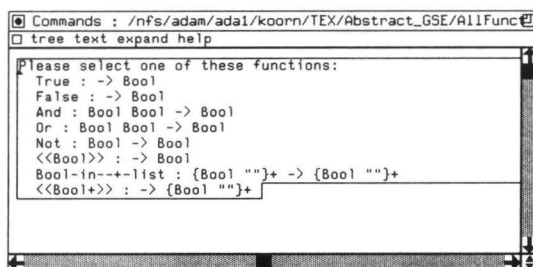 Commands : /nfs/adam/ada1/koorn/TEX/Abstract_GSE/AllFunct
tree text expand help
Please select one of these functions:
True : -> Bool
False : -> Bool
And : Bool Bool -> Bool
Or : Bool Bool -> Bool
Not : Bool -> Bool
<<Bool>> : -> Bool
Bool-in--+-list : {Bool ""}+ -> {Bool ""}+
<<Bool+>> : -> {Bool ""}+